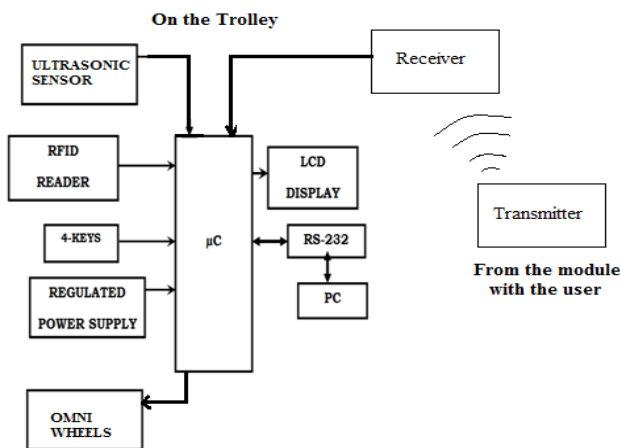 On the Trolley
ULTRASONIC
SENSOR
Receiver
RFID
READER
LCD
DISPLAY
Transmitter
4-KEYS
µC
RS-232
From the module
with the user
REGULATED
POWER SUPPLY
PC
OMNI
WHEELS